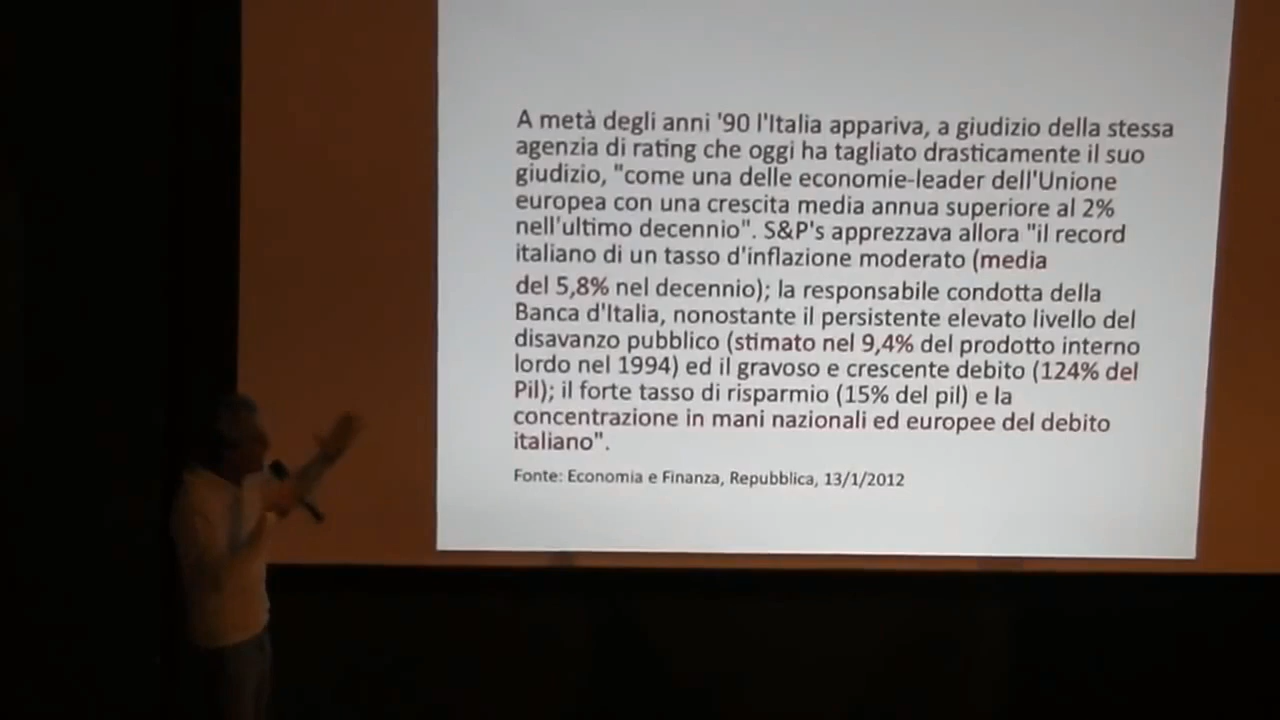 A metà degli anni '90 l'Italia appariva, a giudizio della stessa
agenzia di rating che oggi ha tagliato drasticamente il suo
giudizio, "come una delle economie-leader dell'Unione
europea con una crescita media annua superiore al 2%
nell'ultimo decennio". S&P's apprezzava allora "il record
italiano di un tasso d'inflazione moderato (media
del 5,8% nel decennio); la responsabile condotta della
Banca d'Italia, nonostante il persistente elevato livello del
disavanzo pubblico (stimato nel 9,4% del prodotto interno
lordo nel 1994) ed il gravoso e crescente debito (124% del
Pil); il forte tasso di risparmio (15% del pil) e la
concentrazione in mani nazionali ed europee del debito
italiano".
Fonte: Economia e Finanza, Repubblica, 13/1/2012